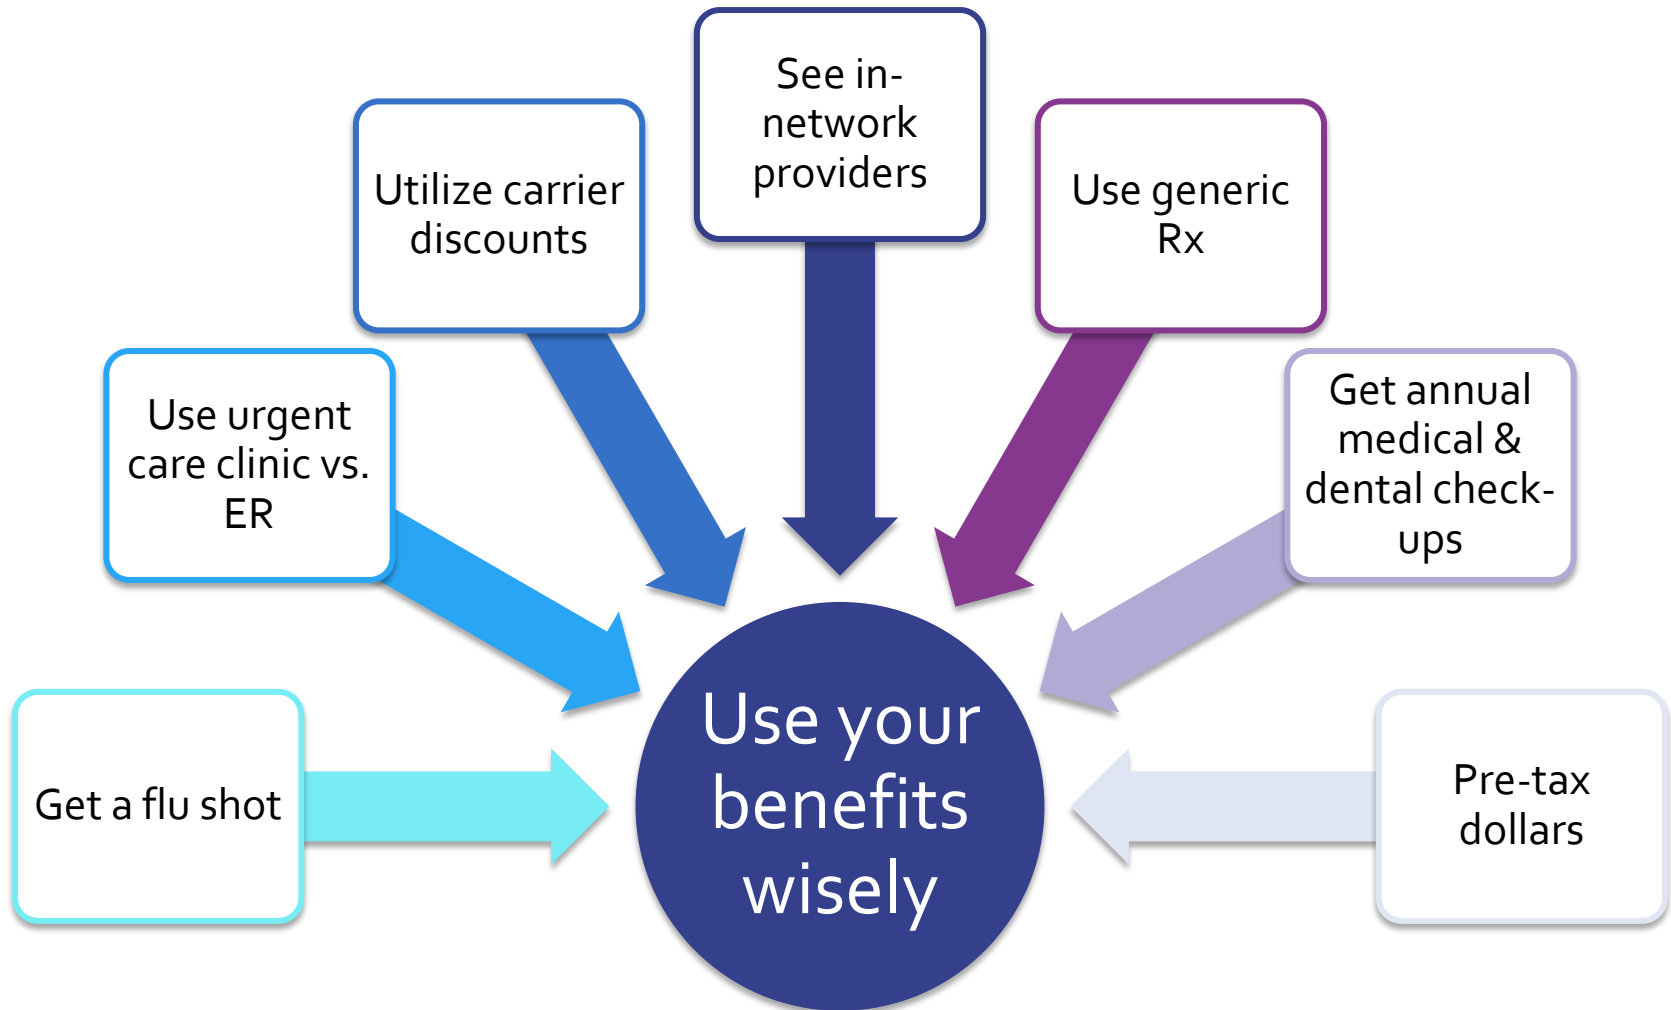 Get a flu shot
Use urgent
care clinic vs.
ER
Utilize carrier
discounts
See in-
network
providers
Use generic
Rx
Get annual
medical &
dental check-
ups
Pre-tax
dollars
Use your
benefits
wisely